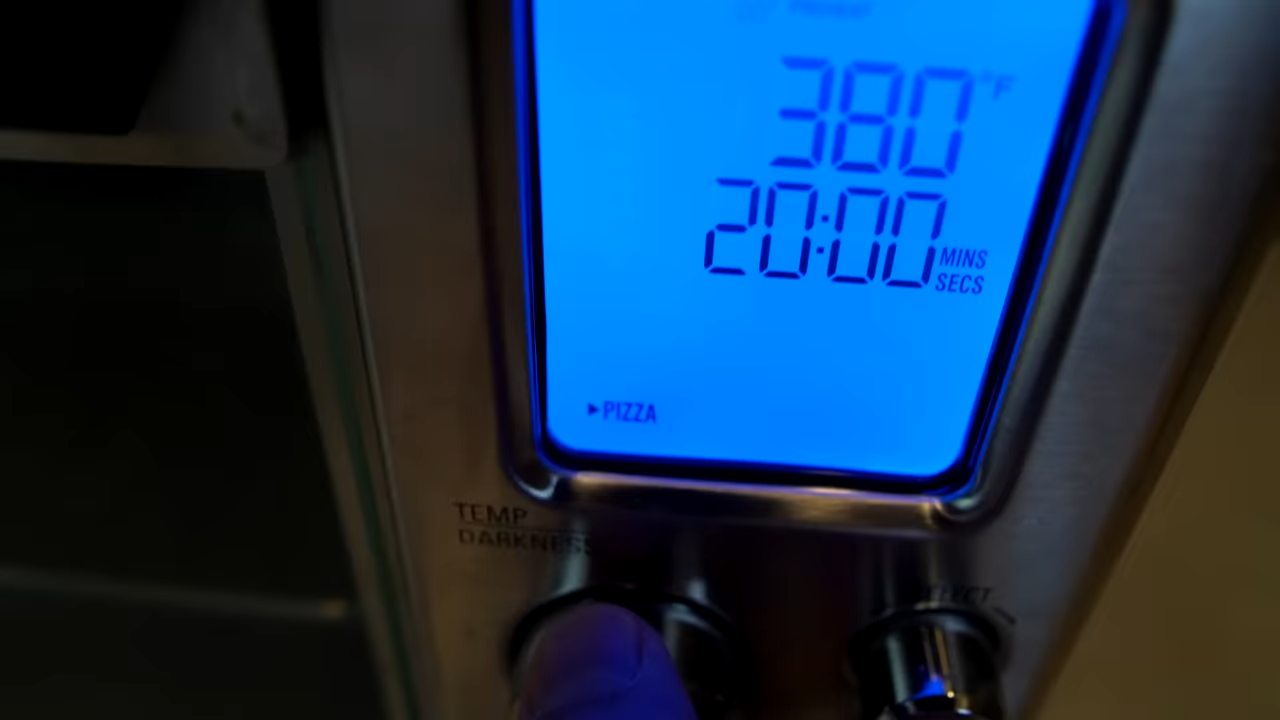 380°F
20:00 MINS
SECS
►PIZZA
TEMP
DARKNESS